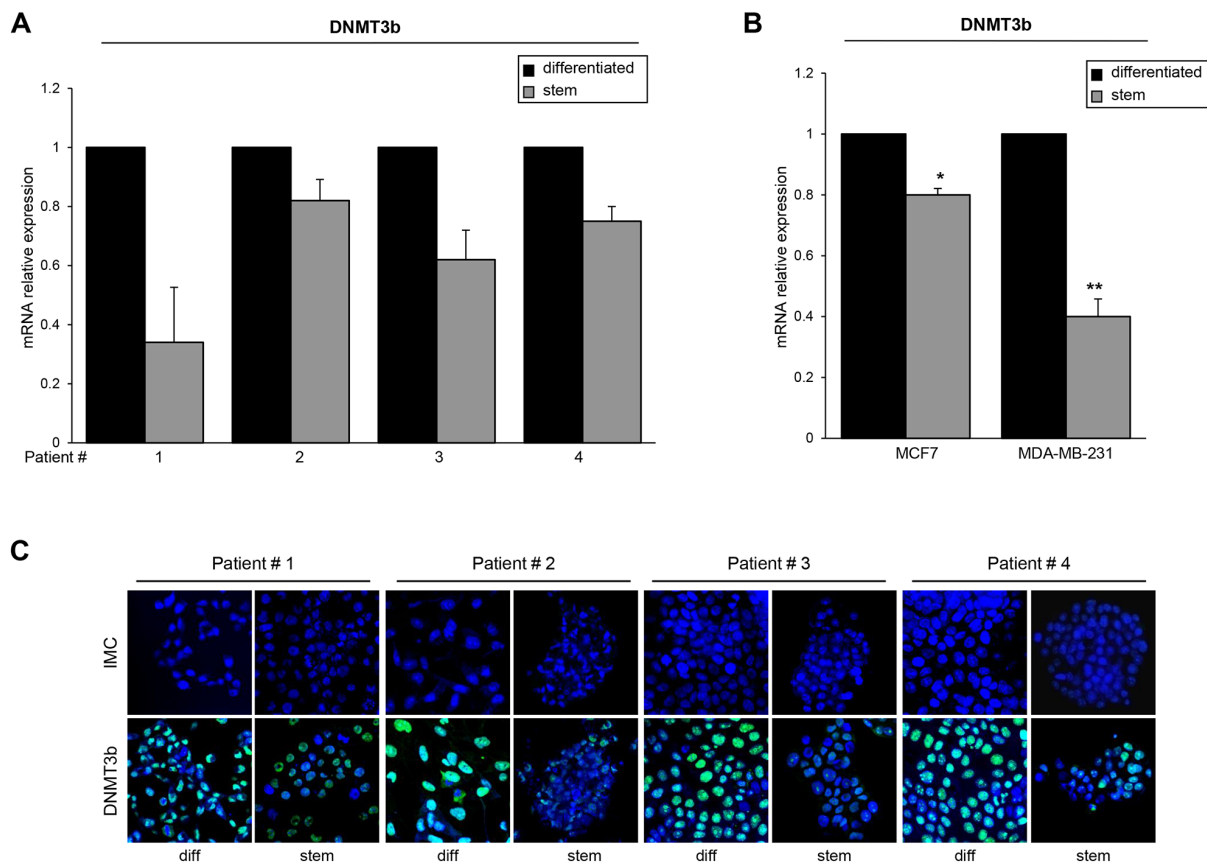 A
DNMT3b
differentiated
stem
mRNA relative expression
1.2
1
0.8
0.6
0.4
0.2
0
Patient # 1 2 3 4
B
DNMT3b
differentiated
stem
mRNA relative expression
1.2
1
0.8
0.6
0.4
0.2
0
*
**
MCF7 MDA-MB-231
C
Patient # 1 Patient # 2 Patient # 3 Patient # 4
IMC
DNMT3b
diff stem diff stem diff stem diff stem